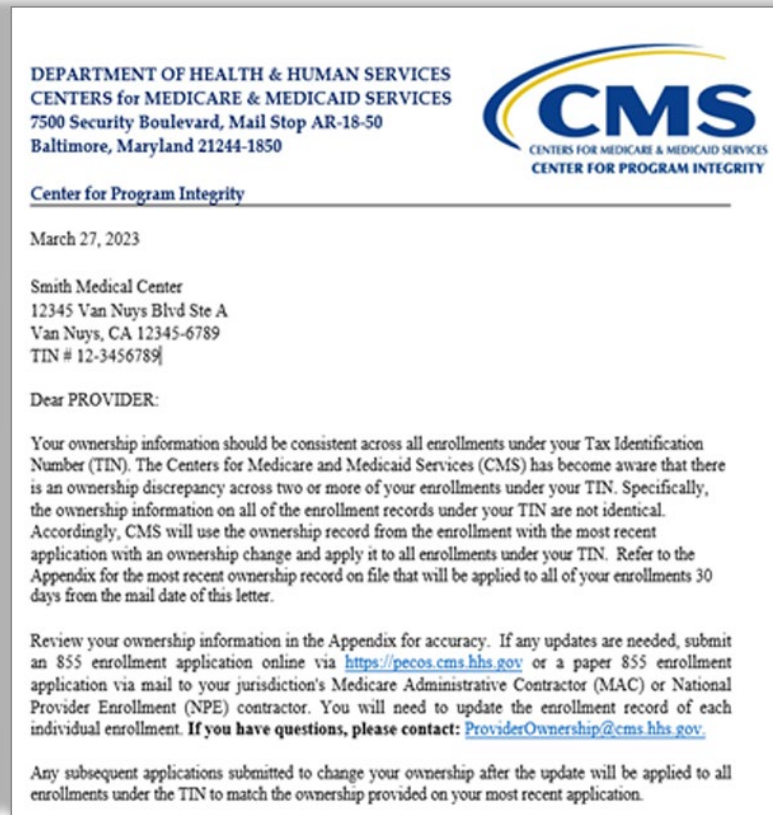 DEPARTMENT OF HEALTH & HUMAN SERVICES
CENTERS for MEDICARE & MEDICAID SERVICES
7500 Security Boulevard, Mail Stop AR-18-50
Baltimore, Maryland 21244-1850
CMS
CENTERS FOR MEDICARE & MEDICAID SERVICES
CENTER FOR PROGRAM INTEGRITY
Center for Program Integrity
March 27, 2023
Smith Medical Center
12345 Van Nuys Blvd Ste A
Van Nuys, CA 12345-6789
TIN # 12-3456789
Dear PROVIDER:
Your ownership information should be consistent across all enrollments under your Tax Identification
Number (TIN). The Centers for Medicare and Medicaid Services (CMS) has become aware that there
is an ownership discrepancy across two or more of your enrollments under your TIN. Specifically,
the ownership information on all of the enrollment records under your TIN are not identical.
Accordingly, CMS will use the ownership record from the enrollment with the most recent
application with an ownership change and apply it to all enrollments under your TIN. Refer to the
Appendix for the most recent ownership record on file that will be applied to all of your enrollments 30
days from the mail date of this letter.
Review your ownership information in the Appendix for accuracy. If any updates are needed, submit
an 855 enrollment application online via https://pecos.cms.hhs.gov or a paper 855 enrollment
application via mail to your jurisdiction's Medicare Administrative Contractor (MAC) or National
Provider Enrollment (NPE) contractor. You will need to update the enrollment record of each
individual enrollment. If you have questions, please contact: ProviderOwnership@cms.hhs.gov.
Any subsequent applications submitted to change your ownership after the update will be applied to all
enrollments under the TIN to match the ownership provided on your most recent application.